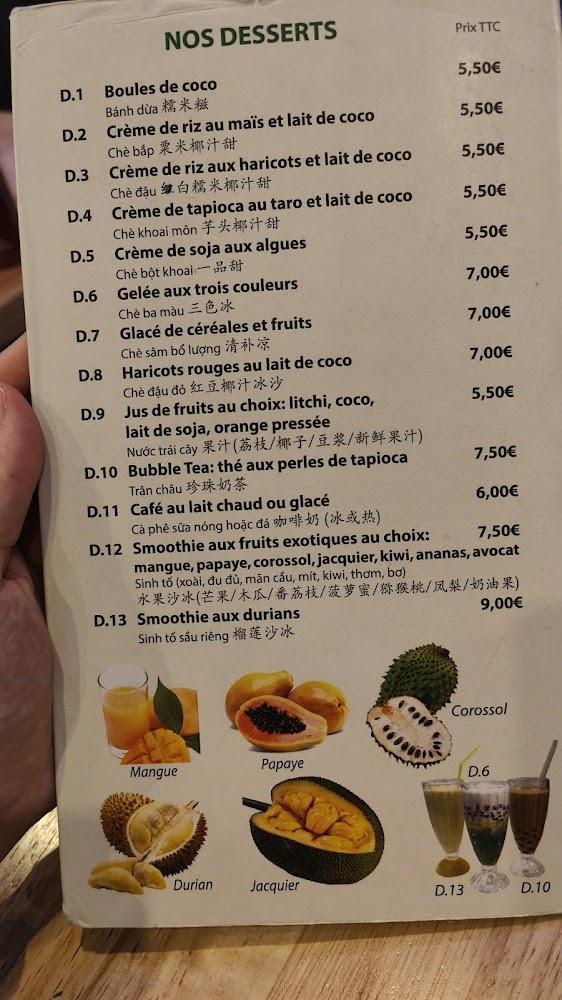 NOS DESSERTS
Prix TTC
D.1 Boules de coco 5,50€
Bánh dừa 糯米糍
D.2 Crème de riz au maïs et lait de coco 5,50€
Chè bắp 粟米椰汁甜
D.3 Crème de riz aux haricots et lait de coco 5,50€
Chè đậu 红白糯米椰汁甜
D.4 Crème de tapioca au taro et lait de coco 5,50€
Chè khoai môn 芋头椰汁甜
D.5 Crème de soja aux algues 5,50€
Chè bột khoai 一品甜
D.6 Gelée aux trois couleurs 7,00€
Chè ba màu 三色冰
D.7 Glacé de céréales et fruits 7,00€
Chè sâm bổ lượng 清补凉
D.8 Haricots rouges au lait de coco 7,00€
Chè đậu đỏ 红豆椰汁冰沙
D.9 Jus de fruits au choix: litchi, coco, 5,50€
lait de soja, orange pressée
Nước trái cây 果汁(荔枝/椰子/豆浆/新鲜果汁)
D.10 Bubble Tea: thé aux perles de tapioca 7,50€
Trân châu 珍珠奶茶
D.11 Café au lait chaud ou glacé 6,00€
Cà phê sữa nóng hoặc đá 咖啡奶 (冰或热)
D.12 Smoothie aux fruits exotiques au choix: 7,50€
mangue, papaye, corossol, jacquier, kiwi, ananas, avocat
Sinh tố (xoài, đu đủ, mãn cầu, mít, kiwi, thơm, bơ)
水果沙冰(芒果/木瓜/番荔枝/菠萝蜜/猕猴桃/凤梨/奶油果)
D.13 Smoothie aux durians 9,00€
Sinh tố sầu riêng 榴莲沙冰
Mangue
Papaye
Corossol
Durian
Jacquier
D.6
D.13
D.10